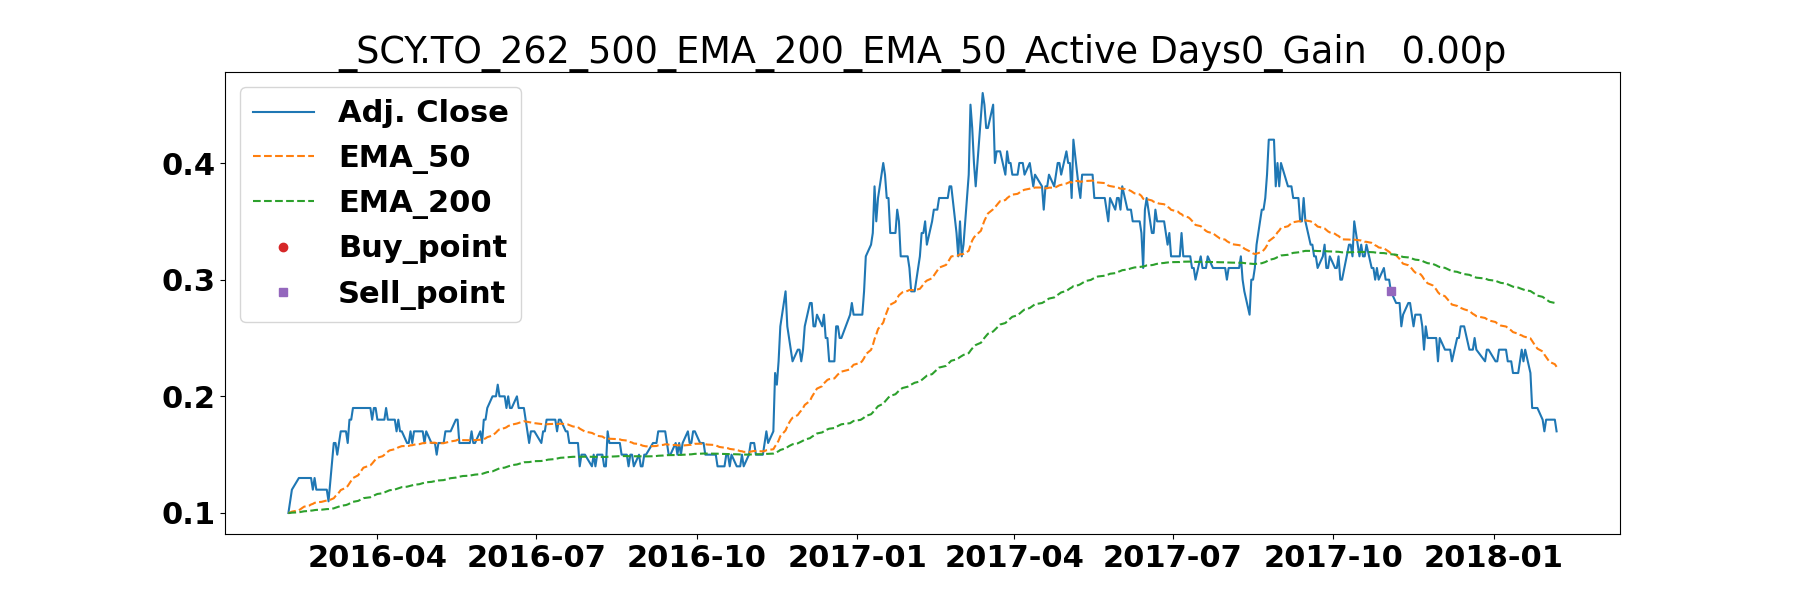 _SCY.TO_262_500_EMA_200_EMA_50_Active Days0_Gain   0.00p
Adj. Close
EMA_50
EMA_200
Buy_point
Sell_point
0.4
0.3
0.2
0.1
2016-04
2016-07
2016-10
2017-01
2017-04
2017-07
2017-10
2018-01